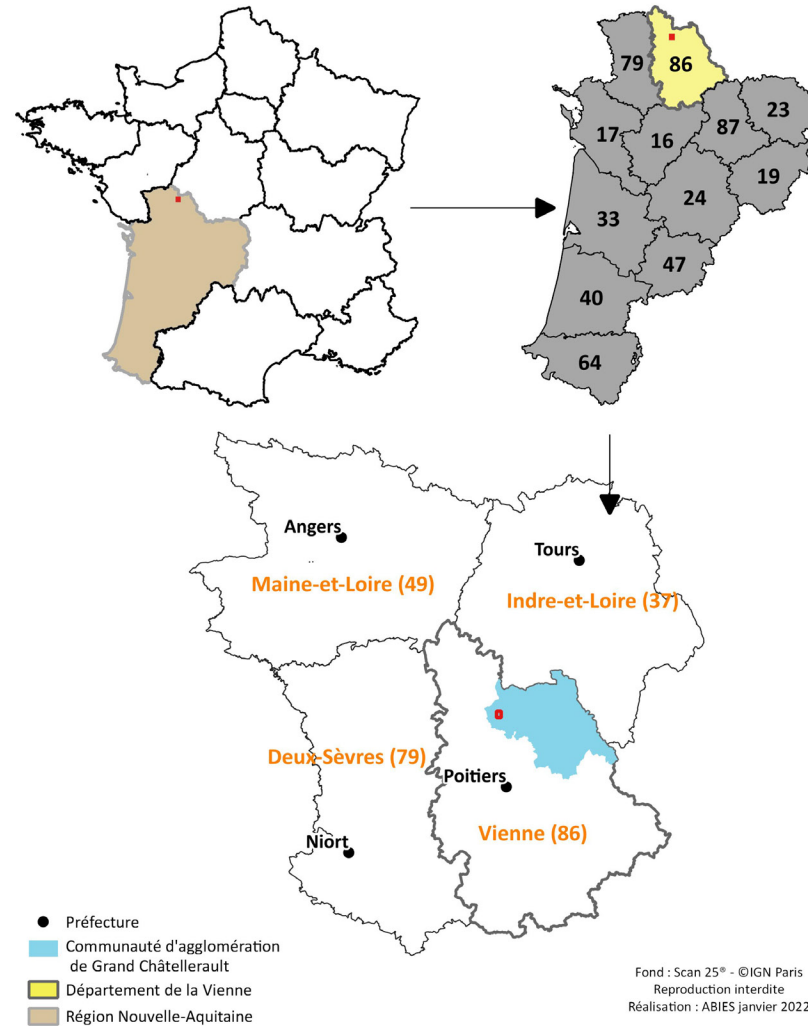 79
86
17
16
87
23
19
24
33
47
40
64
Angers
Tours
Maine-et-Loire (49)
Indre-et-Loire (37)
Deux-Sèvres (79)
Poitiers
Vienne (86)
Niort
Préfecture
Communauté d'agglomération
de Grand Châtellerault
Département de la Vienne
Région Nouvelle-Aquitaine
Fond : Scan 25® - ©IGN Paris
Reproduction interdite
Réalisation : ABIES janvier 2022